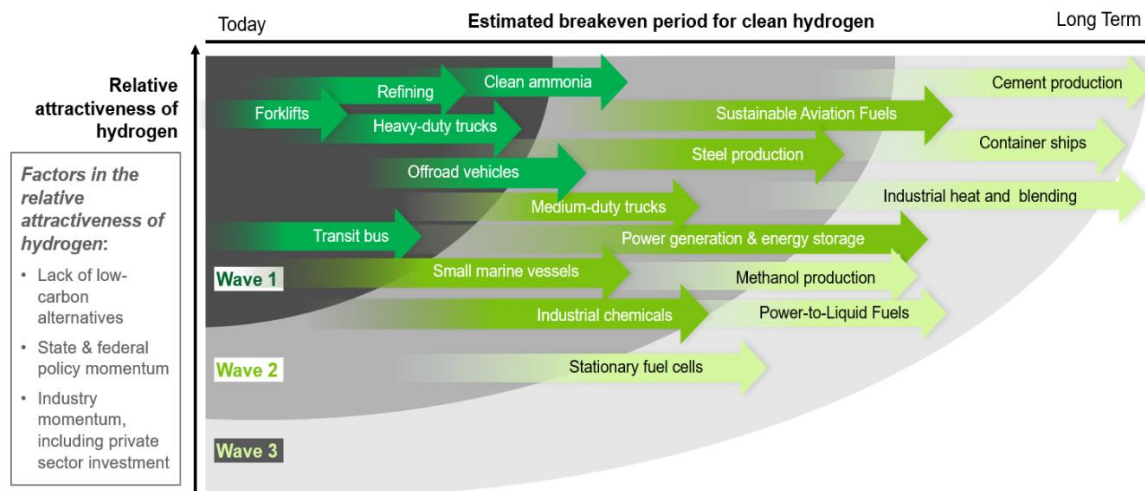 Today
Estimated breakeven period for clean hydrogen
Long Term
Relative
attractiveness of
hydrogen
Factors in the
relative
attractiveness of
hydrogen:
• Lack of low-
carbon
alternatives
• State & federal
policy momentum
• Industry
momentum,
including private
sector investment
Clean ammonia
Cement production
Refining
Forklifts
Sustainable Aviation Fuels
Heavy-duty trucks
Container ships
Steel production
Offroad vehicles
Industrial heat and blending
Medium-duty trucks
Transit bus
Power generation & energy storage
Wave 1
Small marine vessels
Methanol production
Industrial chemicals
Power-to-Liquid Fuels
Wave 2
Stationary fuel cells
Wave 3